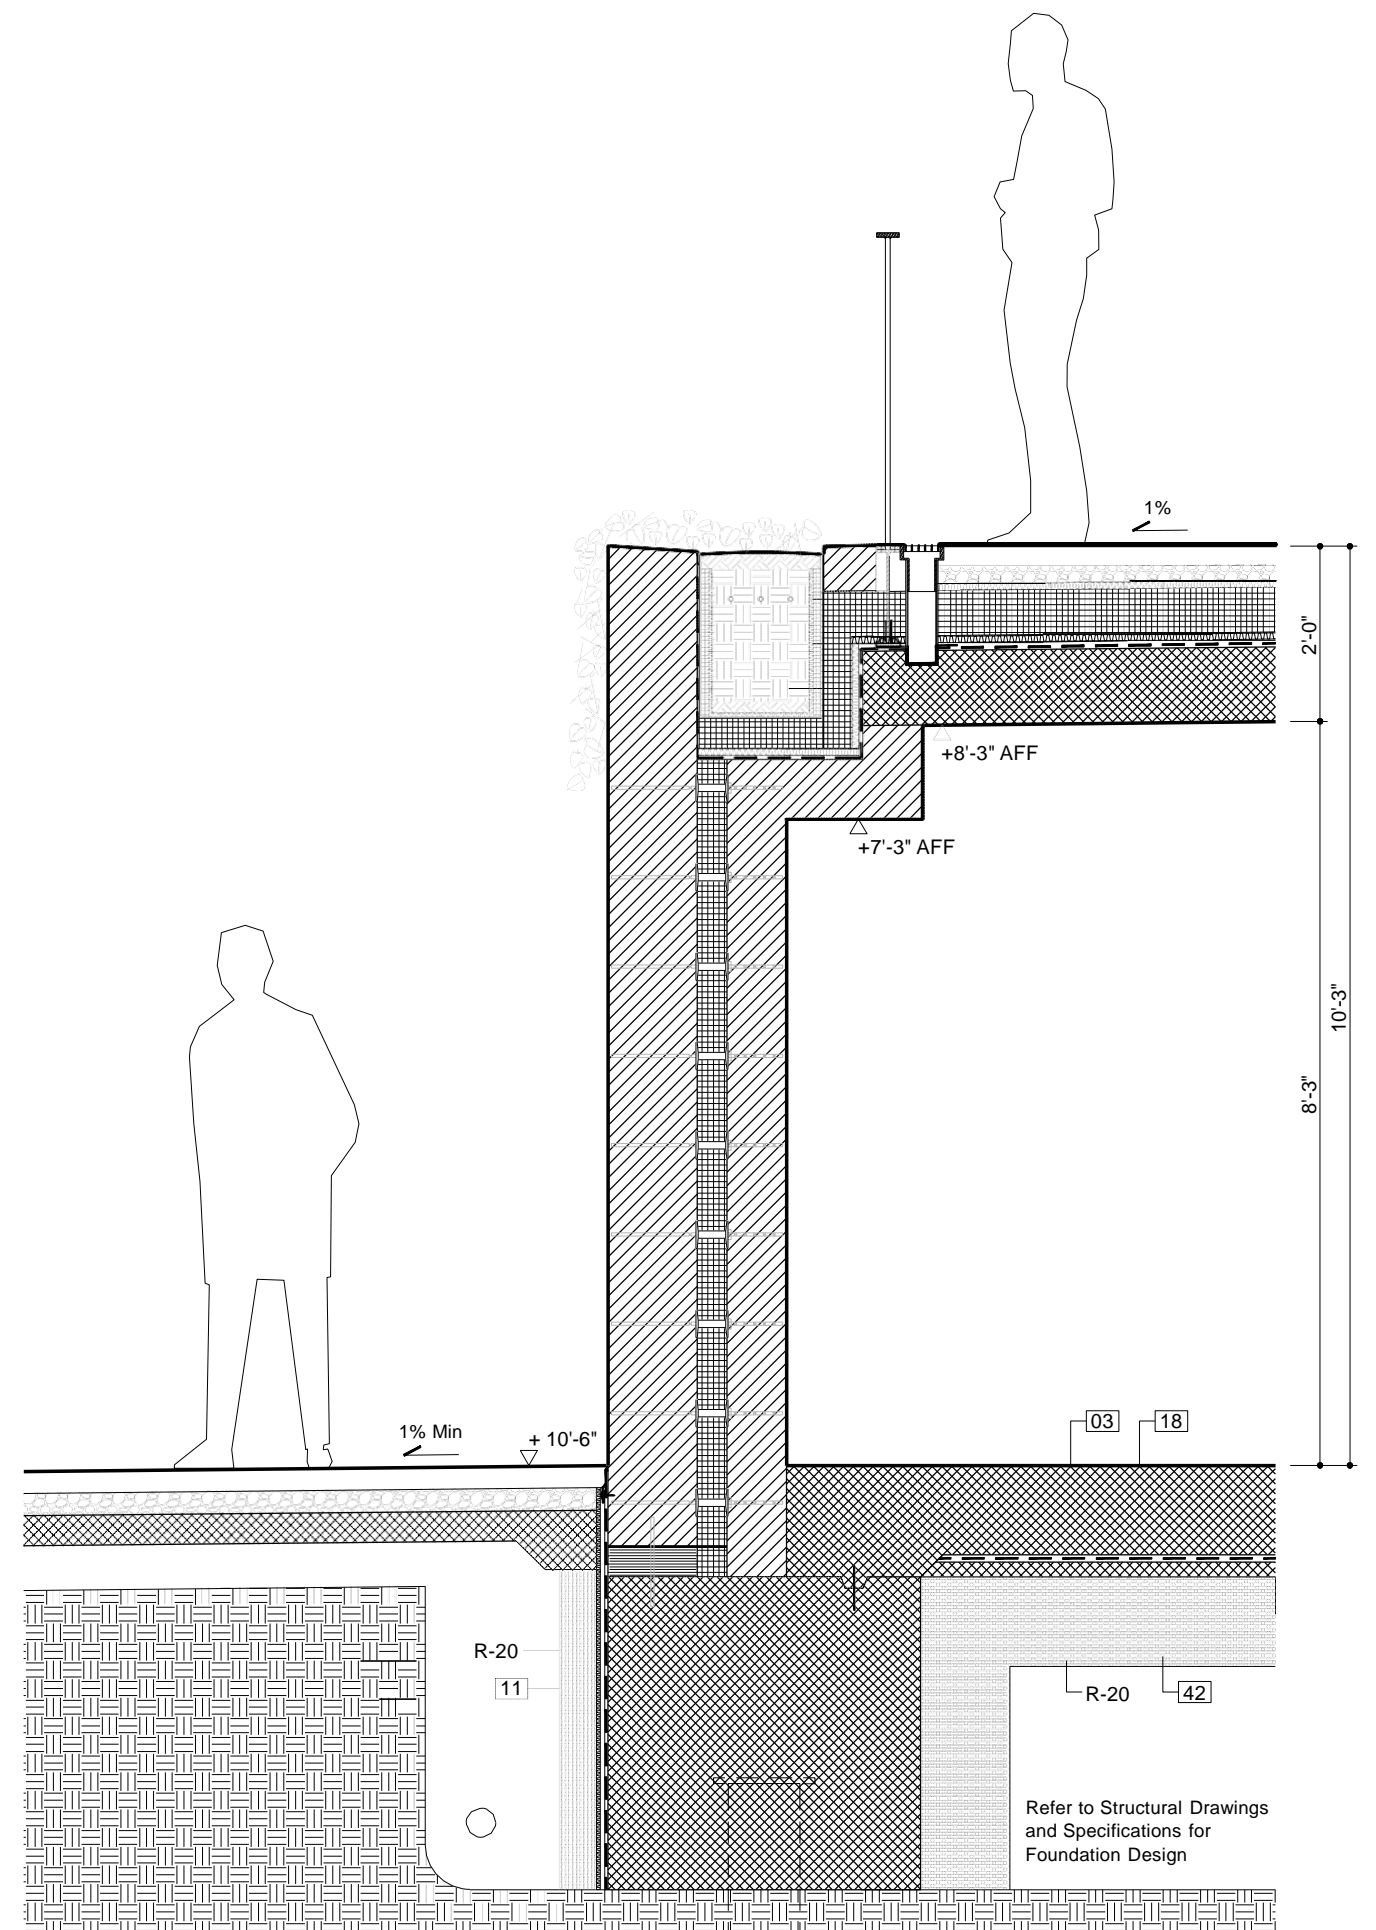 1%
2'-0"
+8'-3" AFF
+7'-3" AFF
10'-3"
8'-3"
03 18
1% Min
+ 10'-6"
R-20
11
R-20 42
Refer to Structural Drawings
and Specifications for
Foundation Design